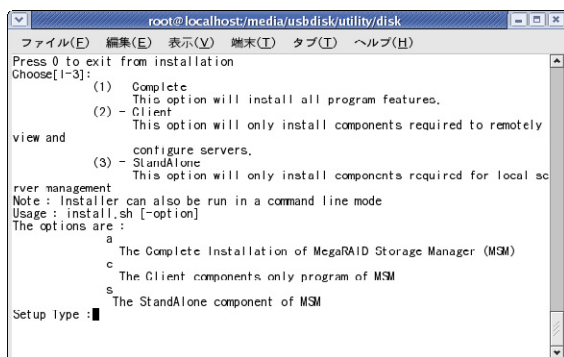 root@localhost:/media/usbdisk/utility/disk
ファイル(F) 編集(E) 表示(V) 端末(T) タブ(T) ヘルプ(H)
Press 0 to exit from installation
Choose[1-3]:
(1) Complete
This option will install all program features.
(2) - Client
This option will only install components required to remotely
view and
configure servers.
(3) - StandAlone
This option will only install components required for local se
rver management
Note : Installer can also be run in a command line mode
Usage : install.sh [-option]
The options are :
a
The Complete Installation of MegaRAID Storage Manager (MSM)
c
The Client components only program of MSM
s
The StandAlone component of MSM
Setup Type :